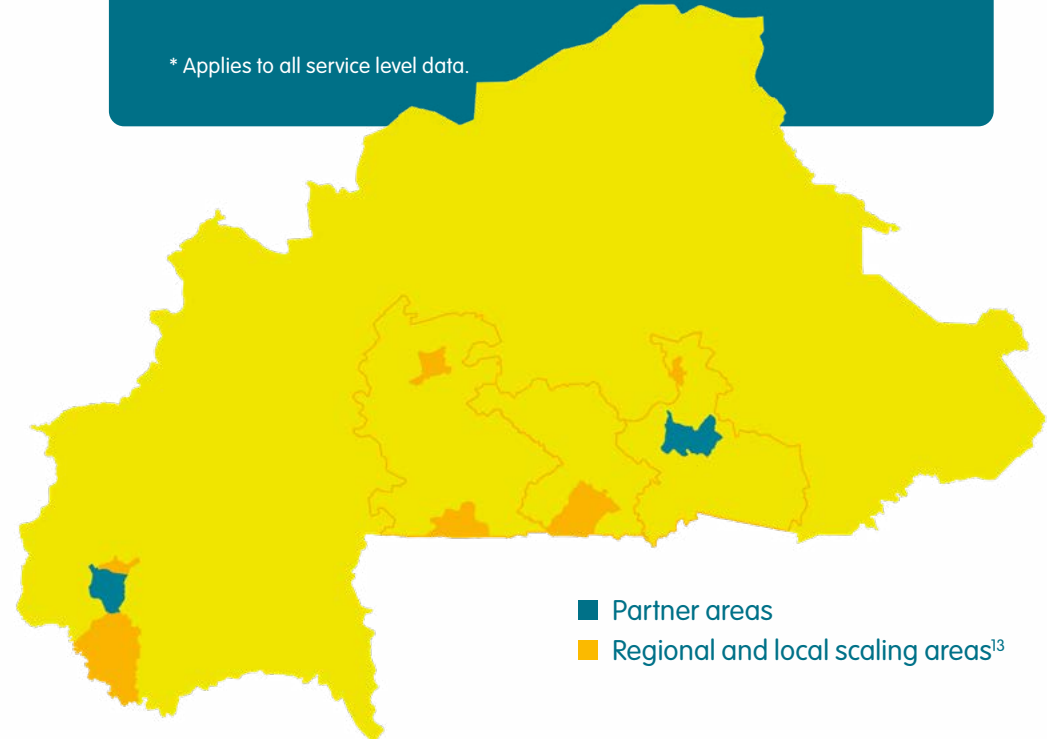 * Applies to all service level data.
Partner areas
Regional and local scaling areas¹³